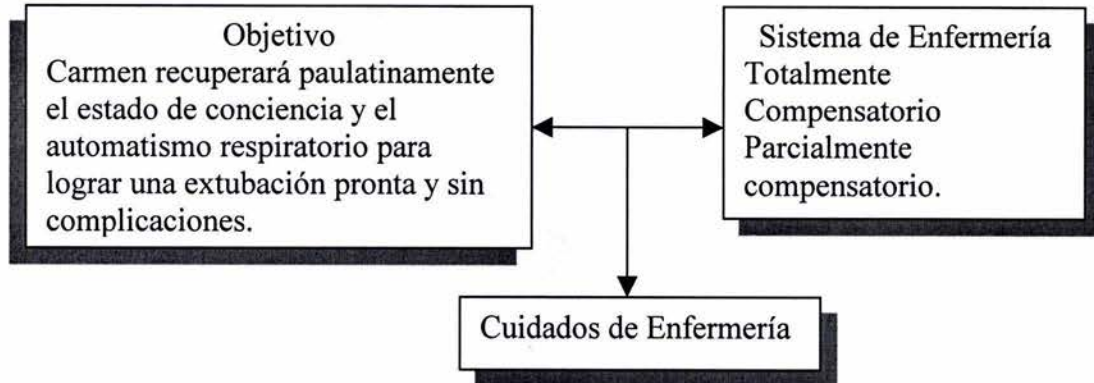 Objetivo
Carmen recuperará paulatinamente
el estado de conciencia y el
automatismo respiratorio para
lograr una extubación pronta y sin
complicaciones.
Sistema de Enfermería
Totalmente
Compensatorio
Parcialmente
compensatorio.
Cuidados de Enfermería